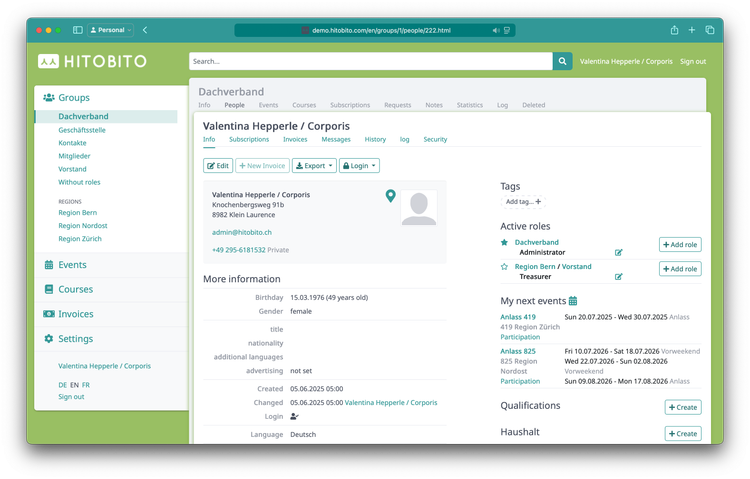 Personal
demo.hitobito.com/en/groups/1/people/222.html
HITOBITO
Search...
Valentina Hepperle / Corporis
Sign out
Groups
Dachverband
Geschäftsstelle
Kontakte
Mitglieder
Vorstand
Without roles
REGIONS
Region Bern
Region Nordost
Region Zürich
Events
Courses
Invoices
Settings
Valentina Hepperle / Corporis
DE EN FR
Sign out
Dachverband
Info People Events Courses Subscriptions Requests Notes Statistics Log Deleted
Valentina Hepperle / Corporis
Info Subscriptions Invoices Messages History log Security
Edit
+ New Invoice
Export
Login
Valentina Hepperle / Corporis
Knochenbergsweg 91b
8982 Klein Laurence
admin@hitobito.ch
+49 295-6181532 Private
More information
Birthday 15.03.1976 (49 years old)
Gender female
title
nationality
additional languages
advertising not set
Created 05.06.2025 05:00
Changed 05.06.2025 05:00 Valentina Hepperle / Corporis
Login
Language Deutsch
Tags
Add tag... +
Active roles
Dachverband
Administrator
+ Add role
Region Bern / Vorstand
Treasurer
+ Add role
My next events
Anlass 419 Sun 20.07.2025 - Wed 30.07.2025 Anlass
419 Region Zürich
Participation
Anlass 825 Fri 10.07.2026 - Sat 18.07.2026 Vorweekend
825 Region Wed 22.07.2026 - Sun 02.08.2026
Nordost Vorweekend
Participation Sun 09.08.2026 - Mon 17.08.2026 Anlass
Qualifications
+ Create
Haushalt
+ Create